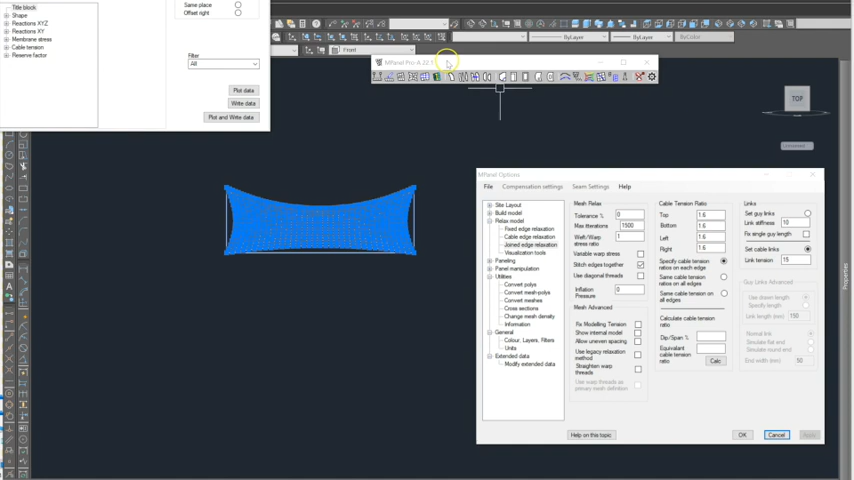 Title block
Shape
Reactions XYZ
Reactions XY
Membrane stress
Cable tension
Reserve factor
Same place
Offset right
Filter
All
Plot data
Write data
Plot and Write data
Front
ByLayer
ByLayer
ByColor
MPanel Pro-A 22.1
TOP
Unnamed
Properties
MPanel Options
File
Compensation settings
Seam Settings
Help
Site Layout
Build model
Relax model
Fixed edge relaxation
Cable edge relaxation
Joined edge relaxation
Visualization tools
Paneling
Panel manipulation
Utilities
Convert polys
Convert mesh-polys
Convert meshes
Cross sections
Change mesh density
Information
General
Colour, Layers, Filters
Units
Extended data
Modify extended data
Mesh Relax
Tolerance %
0
Max iterations
1500
Weft/Warp stress ratio
1
Variable warp stress
Stitch edges together
Use diagonal threads
Inflation Pressure
0
Mesh Advanced
Fix Modelling Tension
Show internal model
Allow uneven spacing
Use legacy relaxation method
Straighten warp threads
Use warp threads as primary mesh definition
Cable Tension Ratio
Top
1.6
Bottom
1.6
Left
1.6
Right
1.6
Specify cable tension ratios on each edge
Same cable tension ratios on all edges
Same cable tension on all edges
Calculate cable tension ratio
Dip/Span %
Equivalent cable tension ratio
Calc
Links
Set guy links
Link stiffness
10
Fix single guy length
Set cable links
Link tension
15
Guy Links Advanced
Use drawn length
Specify length
Link length (mm)
150
Normal link
Simulate flat end
Simulate round end
End width (mm)
50
Help on this topic
OK
Cancel
Apply